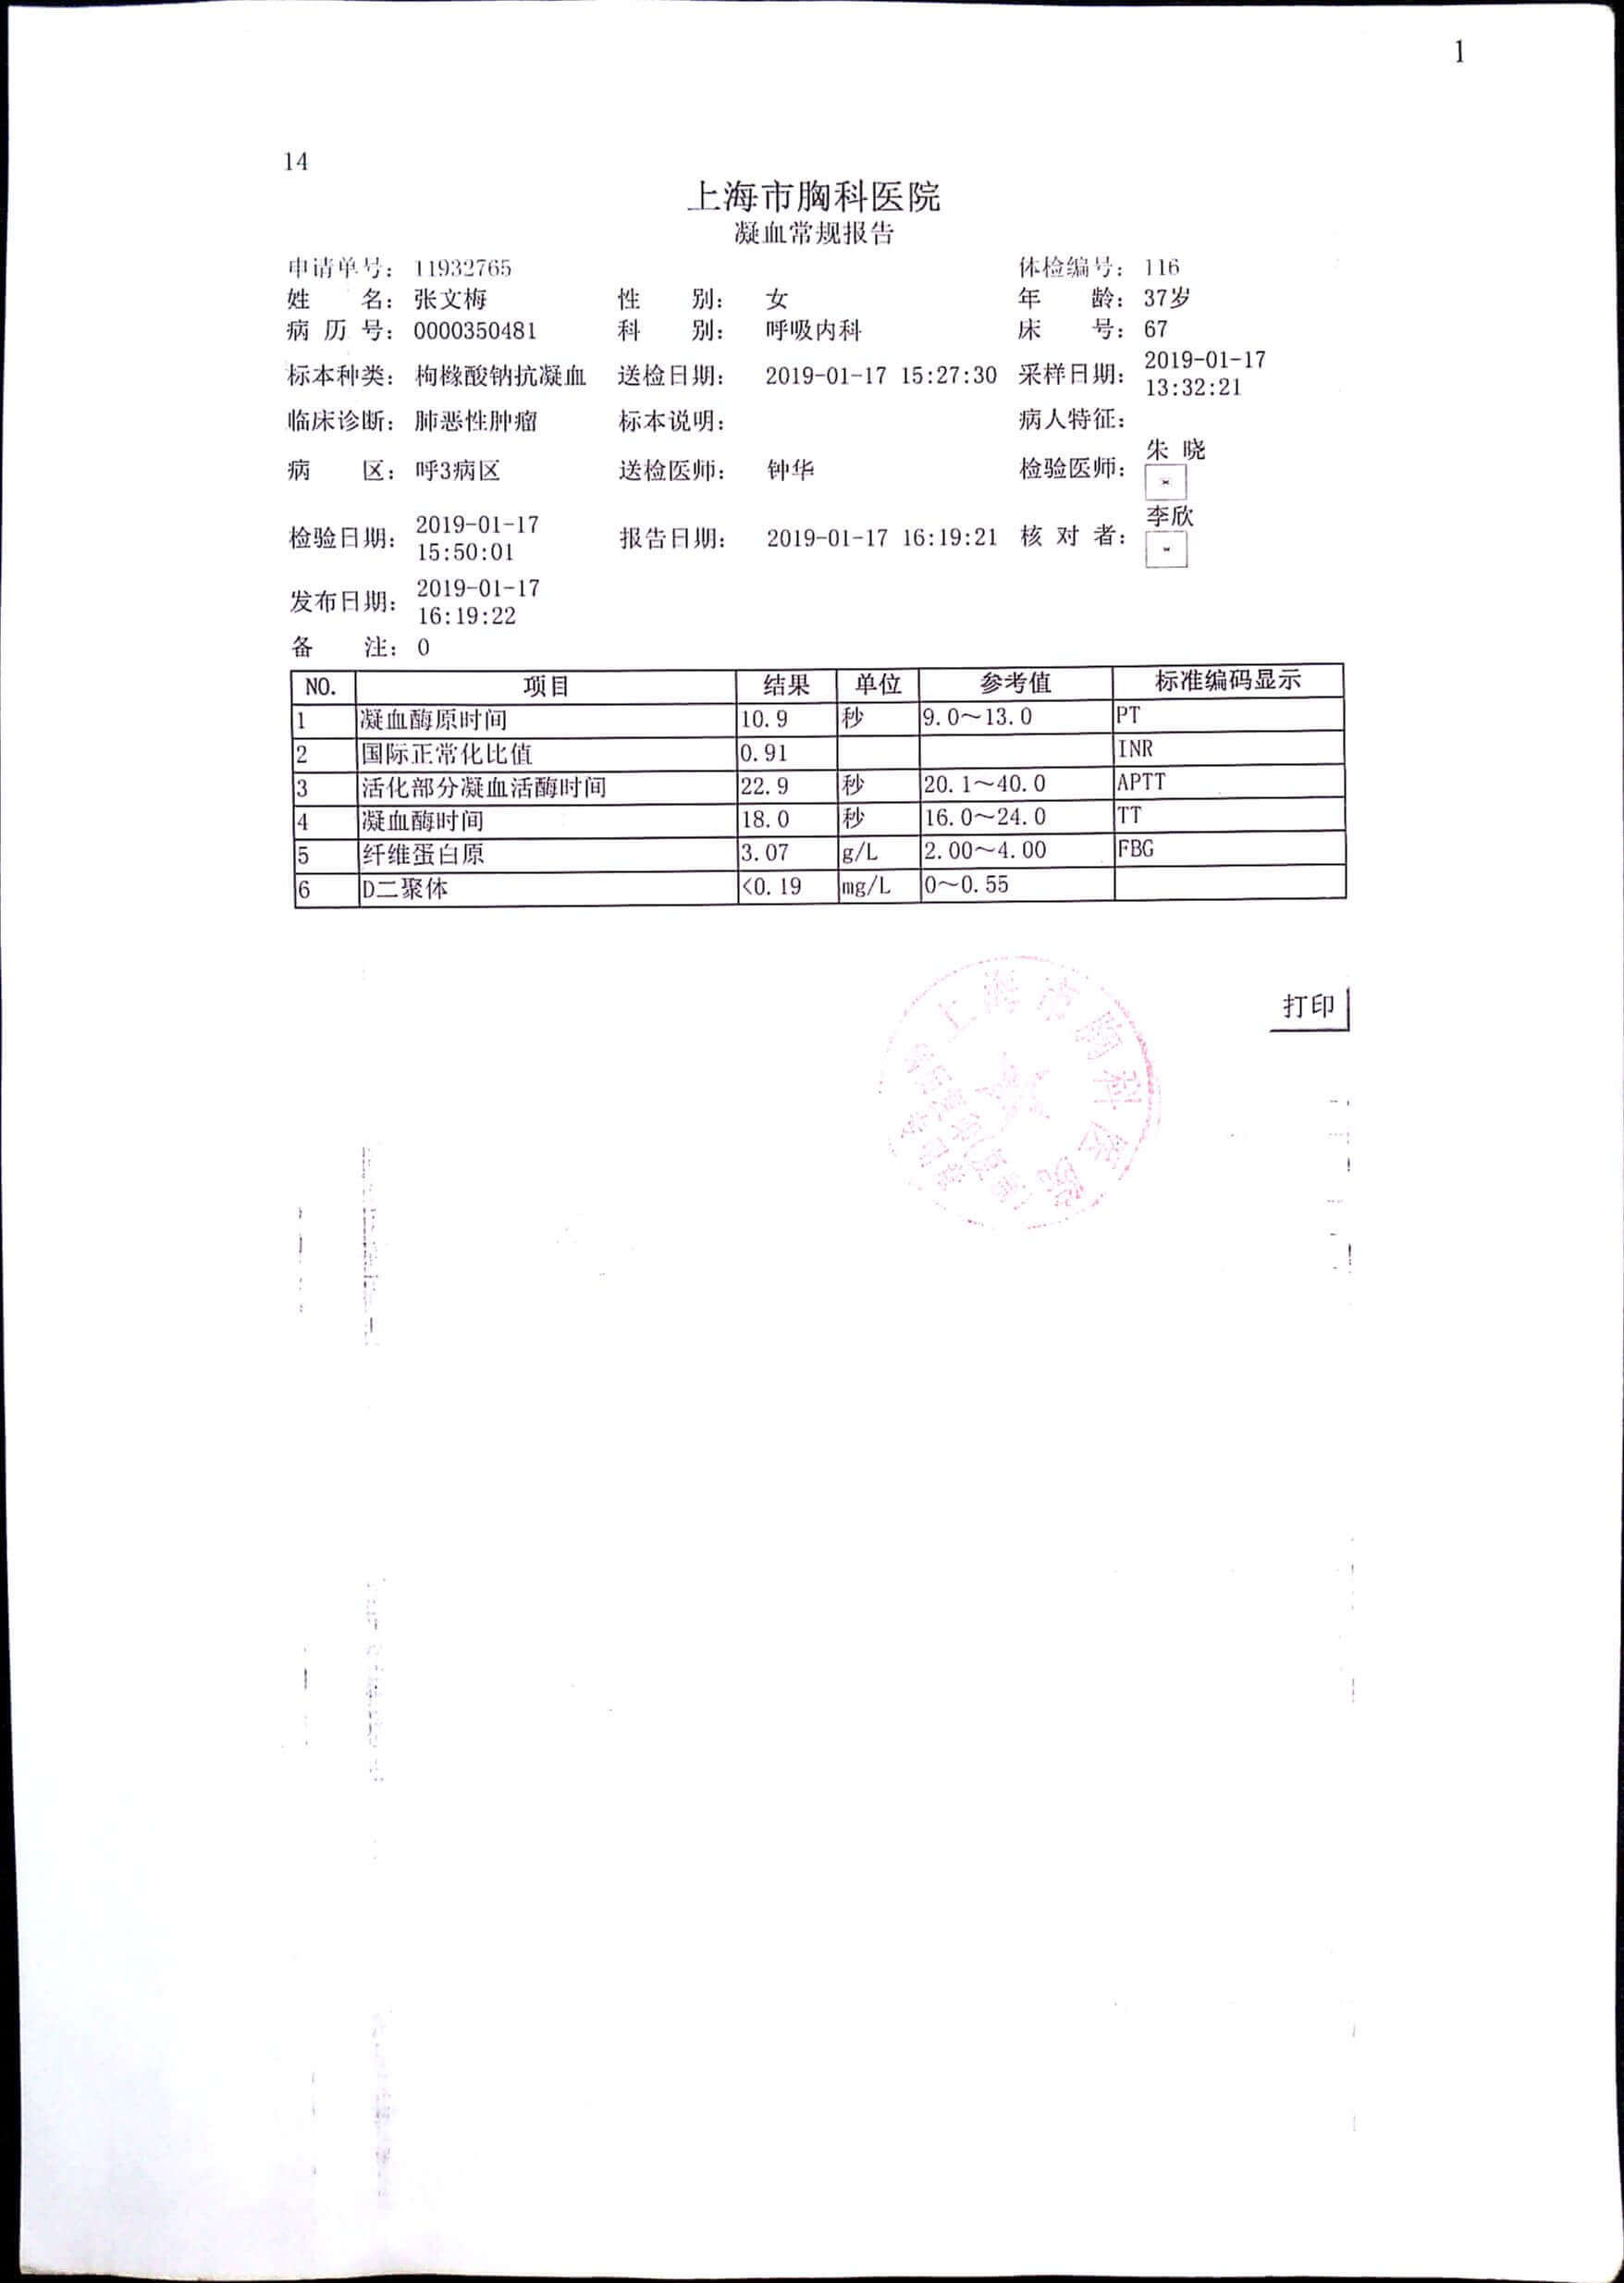 1
14
上海市胸科医院
凝血常规报告
申请单号： 11932765 体检编号： 116
姓 名： 张文梅 性 别： 女 年 龄： 37岁
病 历 号： 0000350481 科 别： 呼吸内科 床 号： 67
标本种类： 枸橼酸钠抗凝血 送检日期： 2019-01-17 15:27:30 采样日期： 2019-01-17 13:32:21
临床诊断： 肺恶性肿瘤 标本说明： 病人特征：
病 区： 呼3病区 送检医师： 钟华 检验医师： 朱 晓
检验日期： 2019-01-17 15:50:01 报告日期： 2019-01-17 16:19:21 核 对 者： 李欣
发布日期： 2019-01-17 16:19:22
备 注： 0
NO. 项目 结果 单位 参考值 标准编码显示
1 凝血酶原时间 10.9 秒 9.0～13.0 PT
2 国际正常化比值 0.91 INR
3 活化部分凝血活酶时间 22.9 秒 20.1～40.0 APTT
4 凝血酶时间 18.0 秒 16.0～24.0 TT
5 纤维蛋白原 3.07 g/L 2.00～4.00 FBG
6 D二聚体 <0.19 mg/L 0～0.55
上海市胸科医院
打印